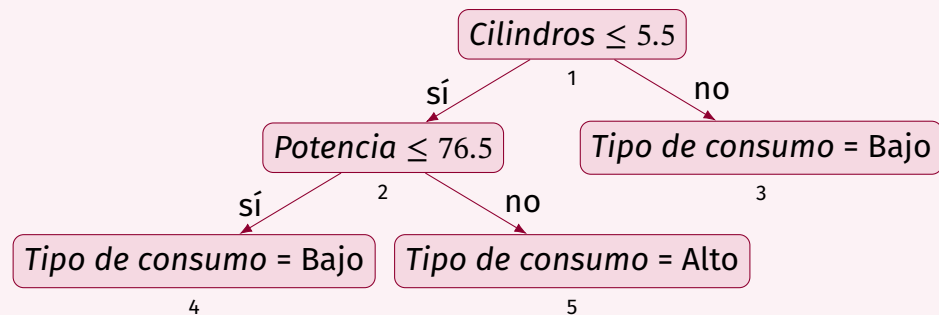 Cilindros ≤ 5.5
1
sí
no
Potencia ≤ 76.5
Tipo de consumo = Bajo
2
3
sí
no
Tipo de consumo = Bajo
Tipo de consumo = Alto
4
5